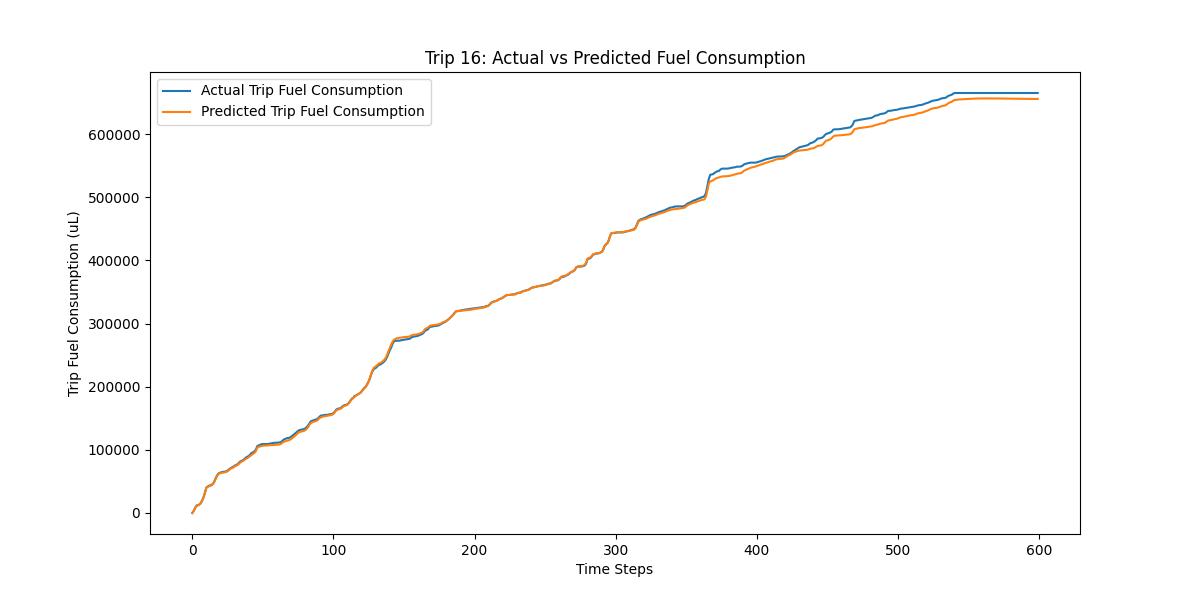 Trip 16: Actual vs Predicted Fuel Consumption
Actual Trip Fuel Consumption
Predicted Trip Fuel Consumption
Trip Fuel Consumption (uL)
600000
500000
400000
300000
200000
100000
0
0 100 200 300 400 500 600
Time Steps